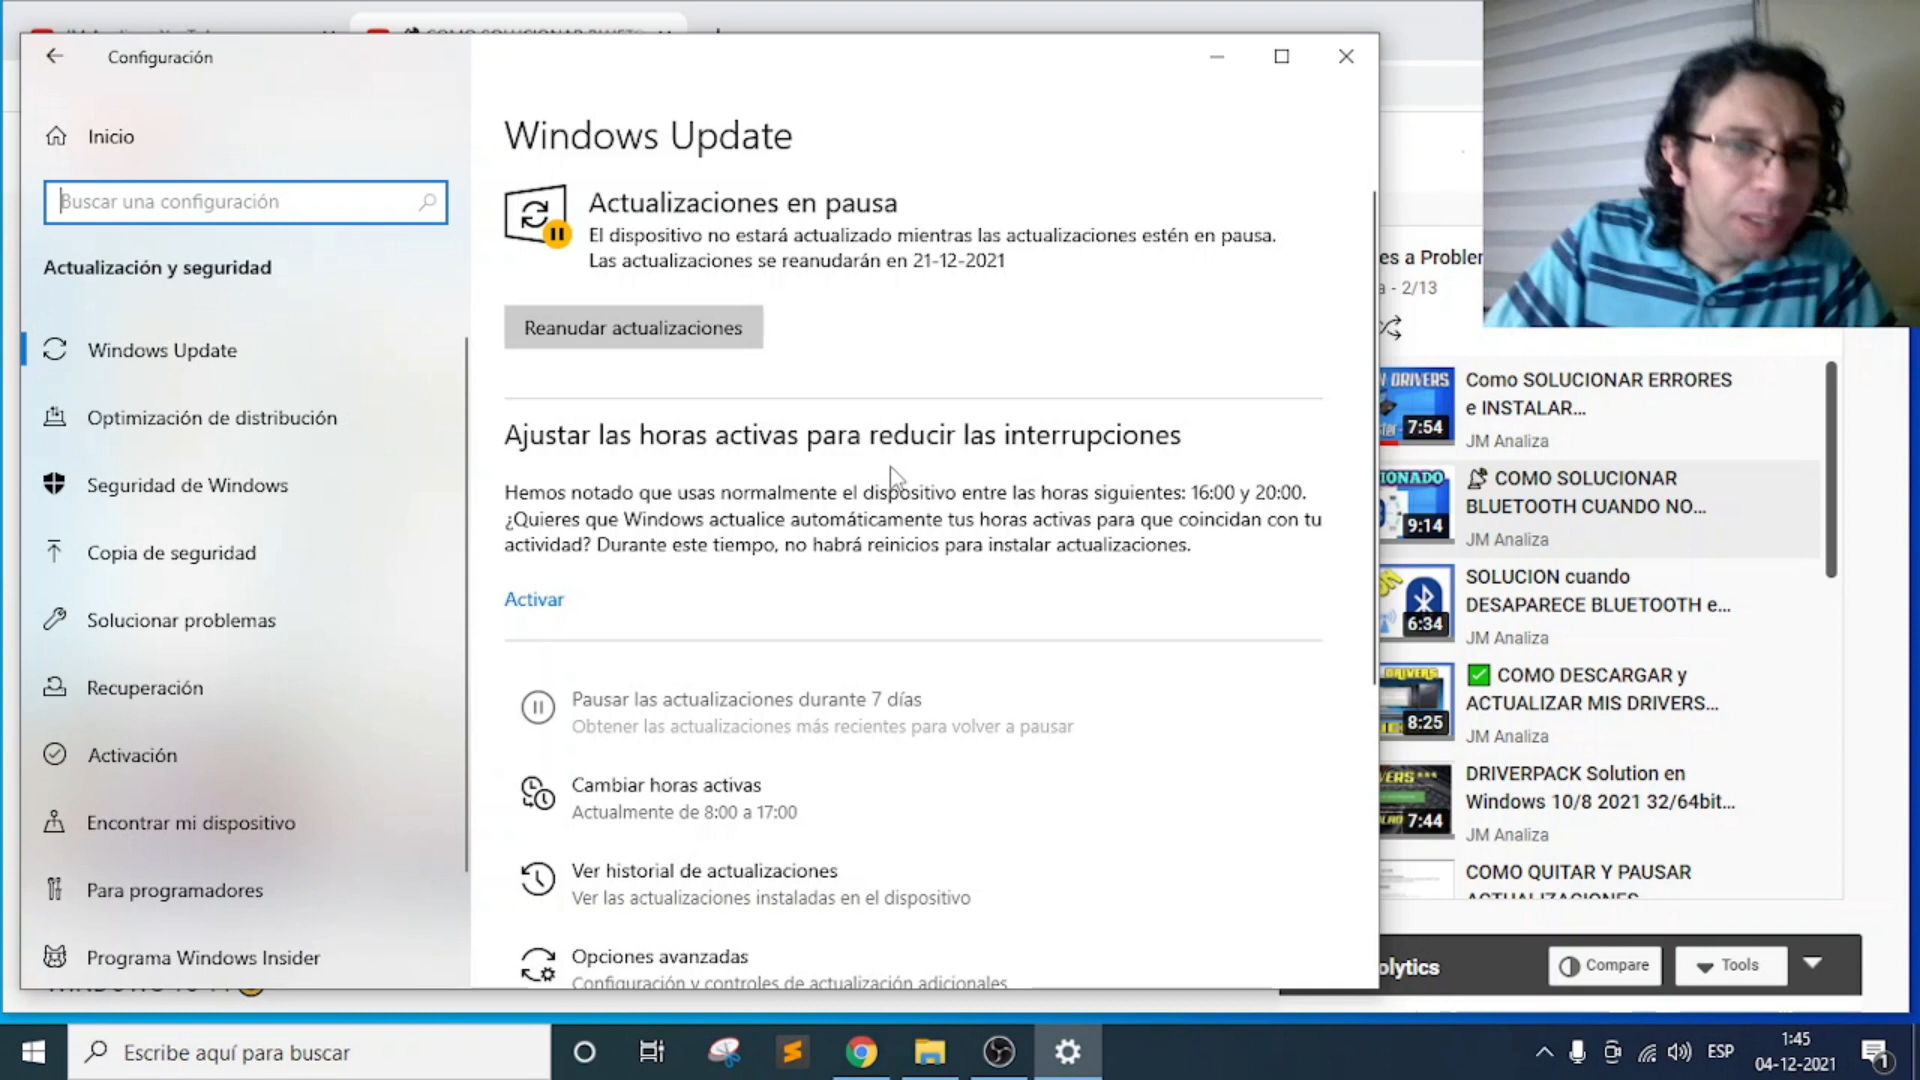 Configuración
Inicio
Buscar una configuración
Actualización y seguridad
Windows Update
Optimización de distribución
Seguridad de Windows
Copia de seguridad
Solucionar problemas
Recuperación
Activación
Encontrar mi dispositivo
Para programadores
Programa Windows Insider
Windows Update
Actualizaciones en pausa
El dispositivo no estará actualizado mientras las actualizaciones estén en pausa.
Las actualizaciones se reanudarán en 21-12-2021
Reanudar actualizaciones
Ajustar las horas activas para reducir las interrupciones
Hemos notado que usas normalmente el dispositivo entre las horas siguientes: 16:00 y 20:00.
¿Quieres que Windows actualice automáticamente tus horas activas para que coincidan con tu
actividad? Durante este tiempo, no habrá reinicios para instalar actualizaciones.
Activar
Pausar las actualizaciones durante 7 días
Obtener las actualizaciones más recientes para volver a pausar
Cambiar horas activas
Actualmente de 8:00 a 17:00
Ver historial de actualizaciones
Ver las actualizaciones instaladas en el dispositivo
Opciones avanzadas
Configuración y controles de actualización adicionales
es a Probler
a - 2/13
DRIVERS
7:54
Como SOLUCIONAR ERRORES
e INSTALAR...
JM Analiza
IONADO
9:14
COMO SOLUCIONAR
BLUETOOTH CUANDO NO...
JM Analiza
6:34
SOLUCION cuando
DESAPARECE BLUETOOTH e...
JM Analiza
8:25
✅ COMO DESCARGAR y
ACTUALIZAR MIS DRIVERS...
JM Analiza
VERS***
7:44
DRIVERPACK Solution en
Windows 10/8 2021 32/64bit...
JM Analiza
COMO QUITAR Y PAUSAR
ACTUALIZACIONES
olytics
Compare
Tools
Escribe aquí para buscar
ESP
1:45
04-12-2021
1